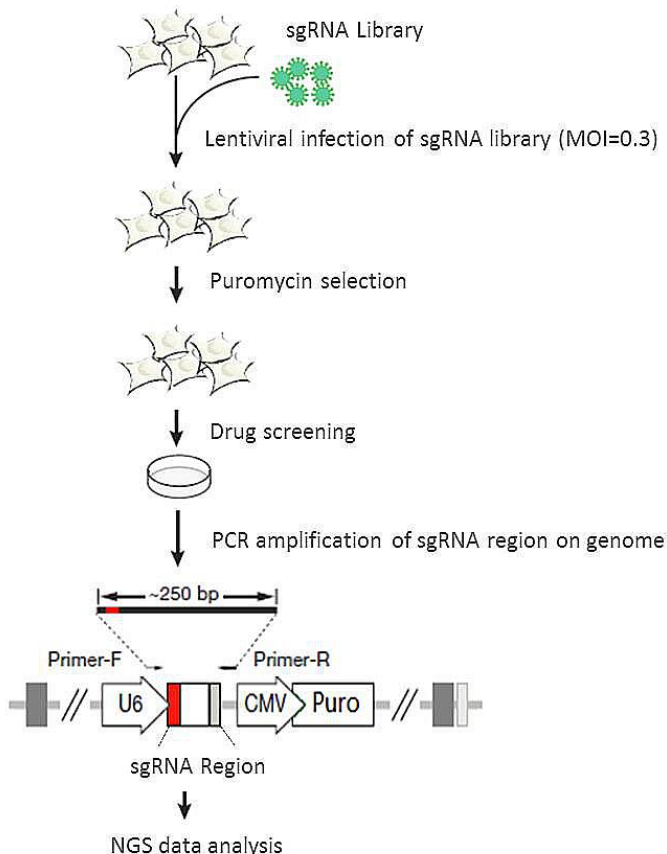 sgRNA Library
Lentiviral infection of sgRNA library (MOI=0.3)
Puromycin selection
Drug screening
PCR amplification of sgRNA region on genome
~250 bp
Primer-F
Primer-R
U6
CMV
Puro
sgRNA Region
NGS data analysis